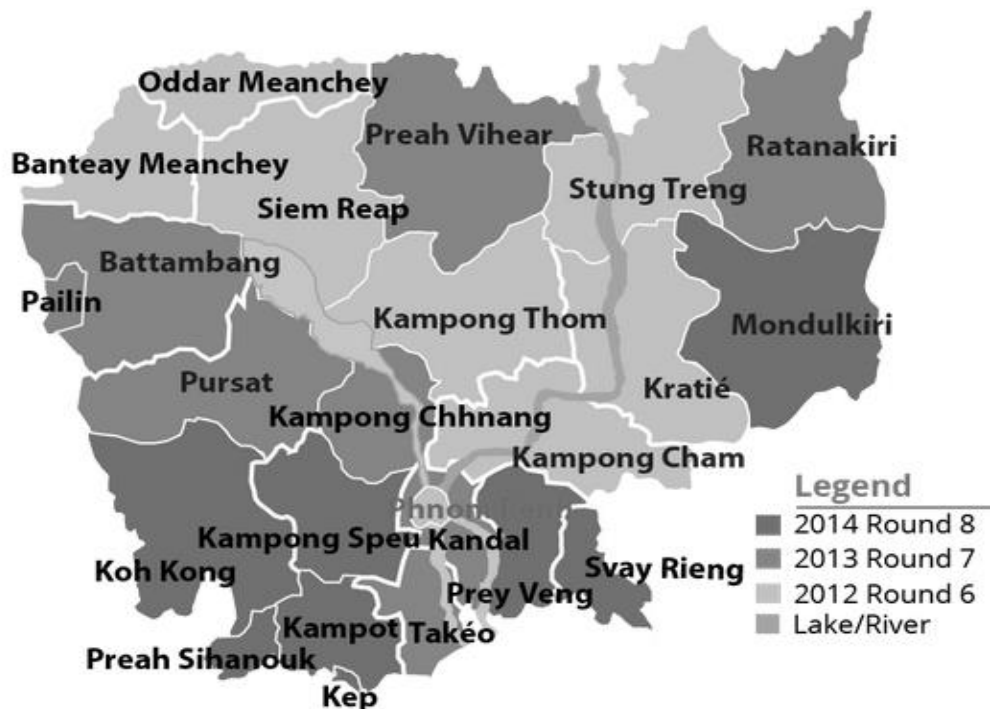 Oddar Meanchey
Preah Vihear
Ratanakiri
Banteay Meanchey
Stung Treng
Siem Reap
Battambang
Pailin
Kampong Thom
Mondulkiri
Pursat
Kratié
Kampong Chhnang
Kampong Cham
Phnom Penh
Kampong Speu
Kandal
Koh Kong
Prey Veng
Svay Rieng
Kampot
Takéo
Preah Sihanouk
Kep
Legend
2014 Round 8
2013 Round 7
2012 Round 6
Lake/River